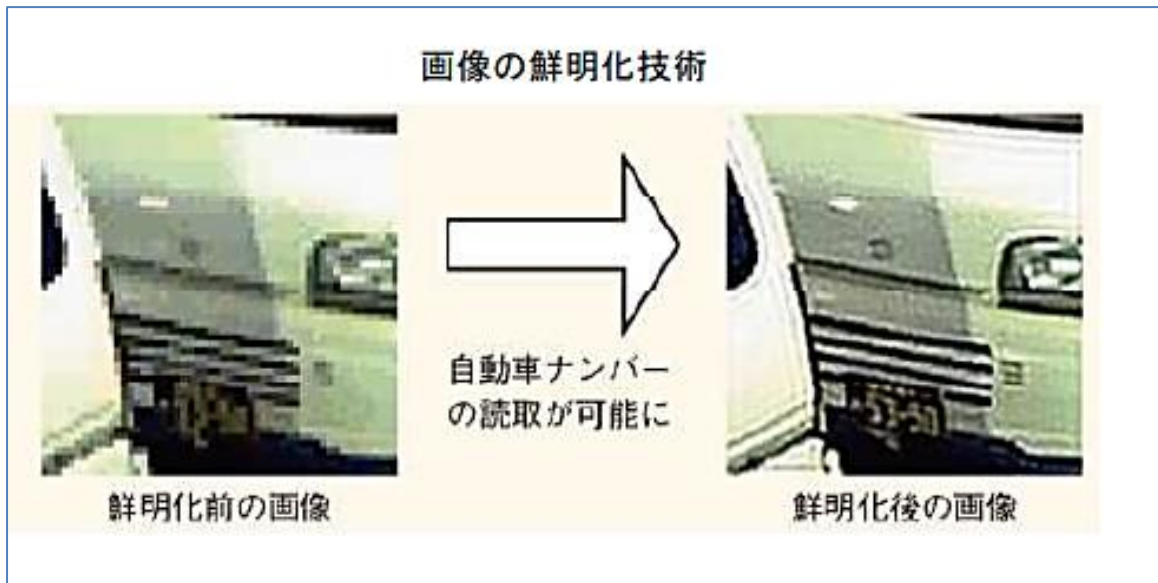 画像の鮮明化技術
自動車ナンバー
の読取が可能に
鮮明化前の画像
鮮明化後の画像